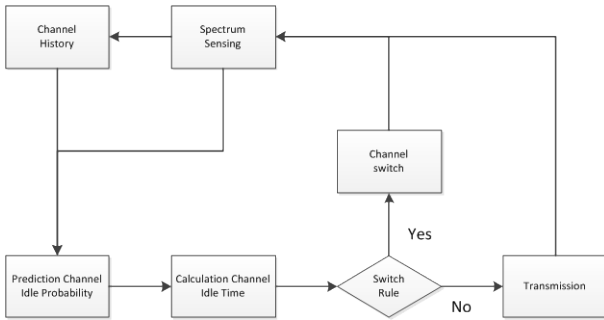 Channel
History
Spectrum
Sensing
Channel
switch
Yes
Prediction Channel
Idle Probability
Calculation Channel
Idle Time
Switch
Rule
No
Transmission